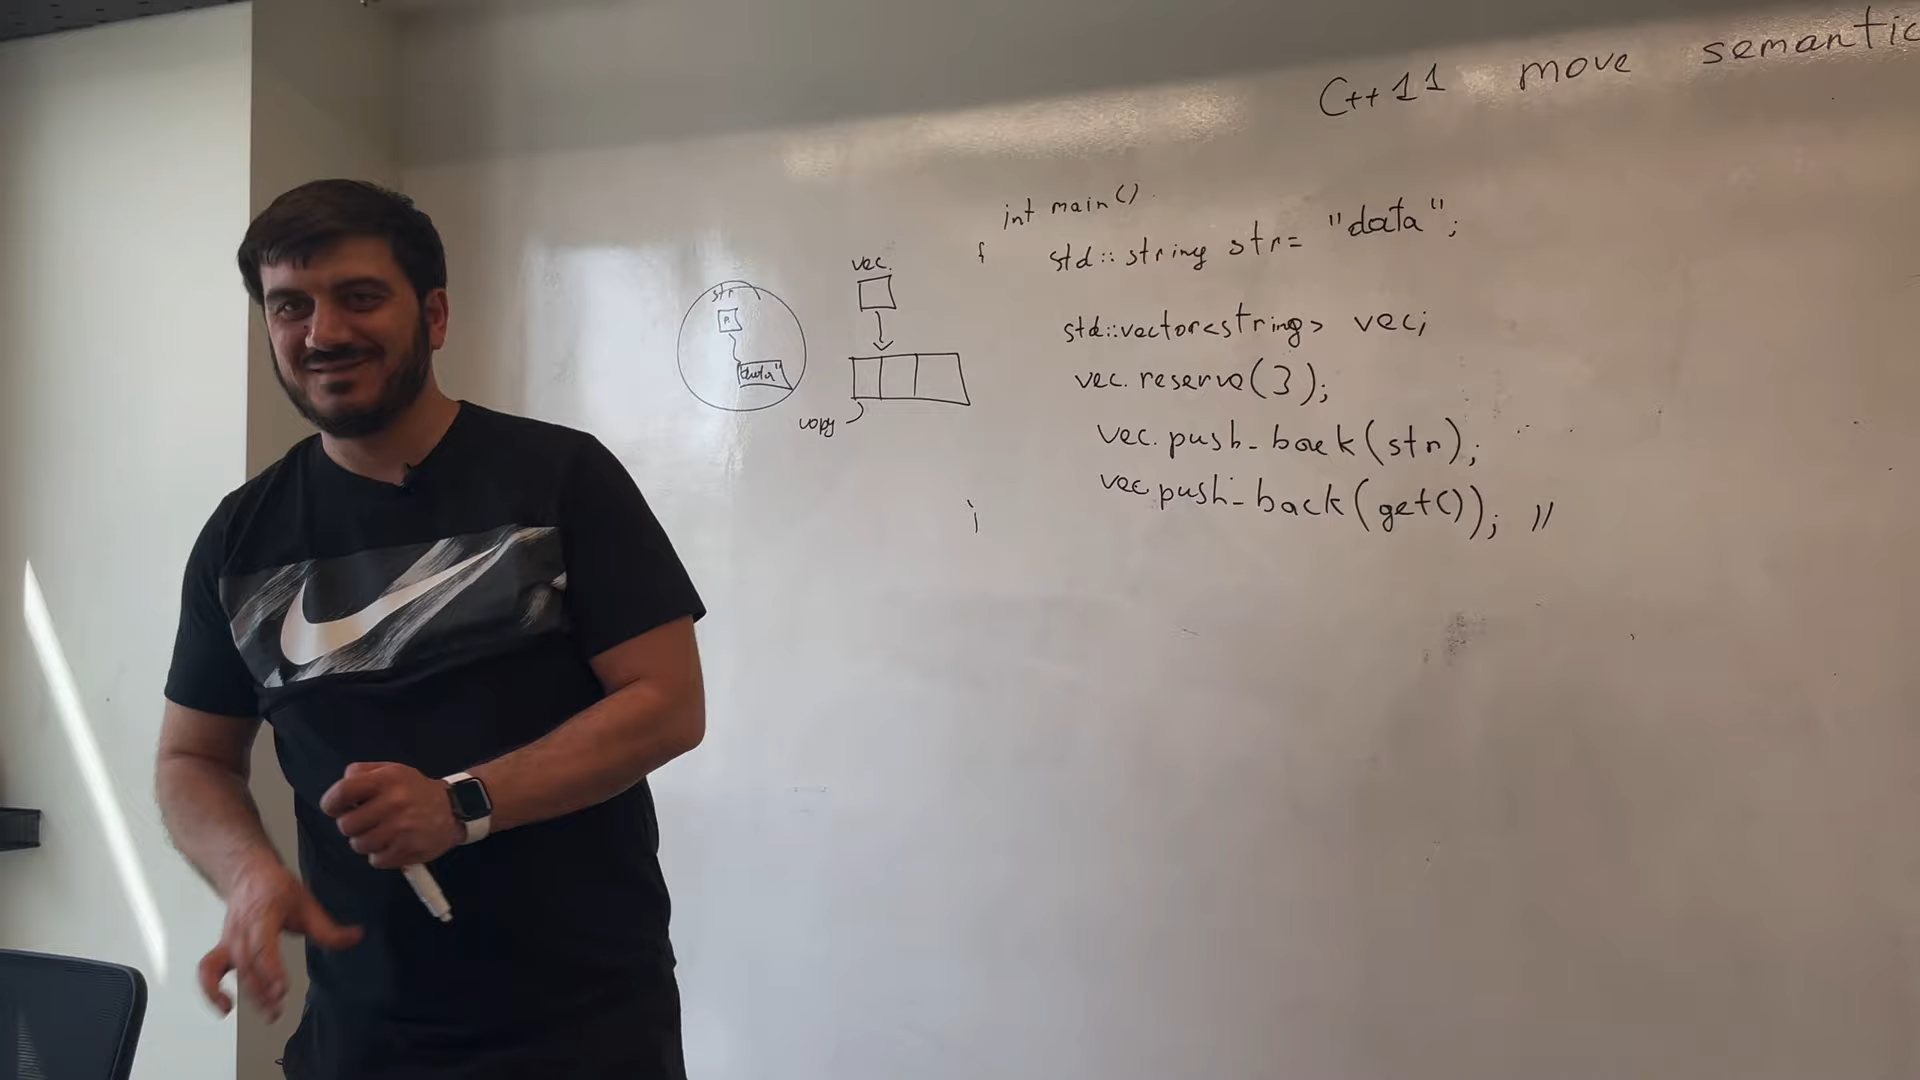 C++11 move semantic
int main()
{
std::string str= "data";
std::vector<string> vec;
vec.reserve(3);
vec.push_back(str);
vec.push_back(get()); //
str
"data"
vec.
copy